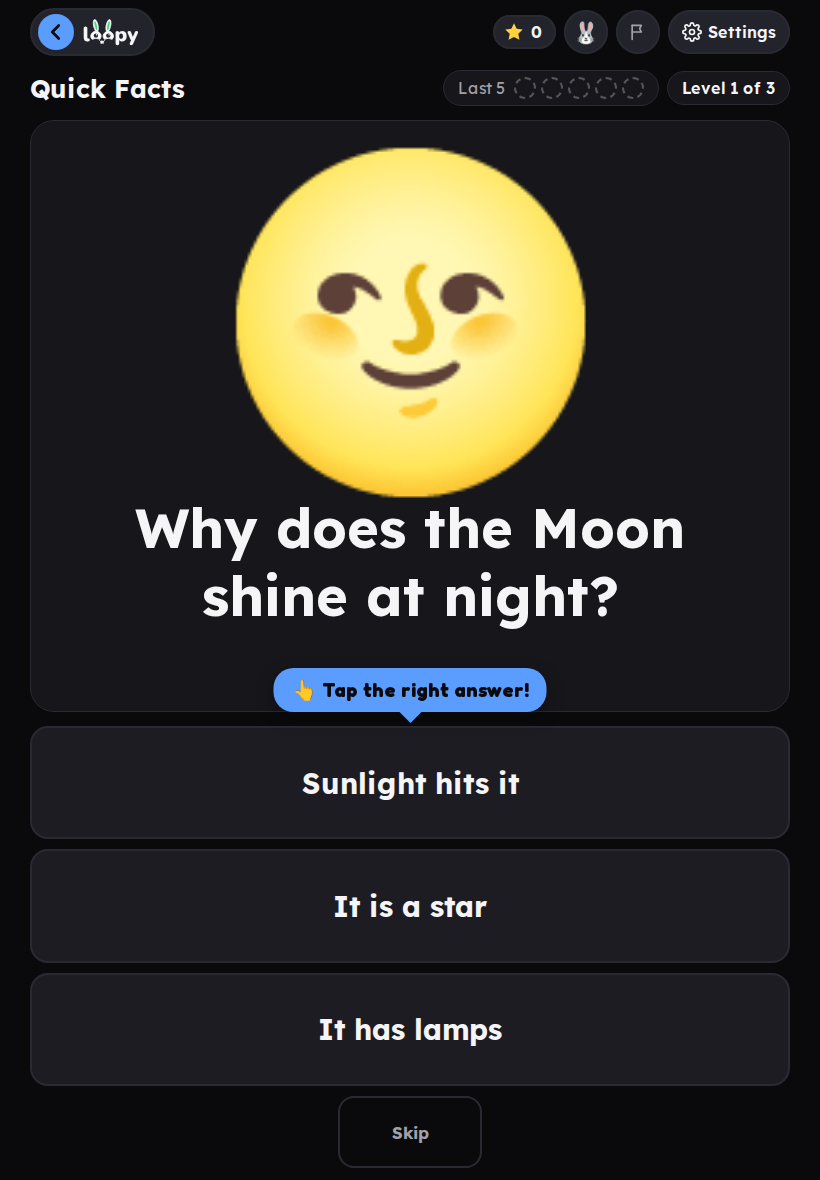 loopy
0
Settings
Quick Facts
Last 5
Level 1 of 3
Why does the Moon
shine at night?
Tap the right answer!
Sunlight hits it
It is a star
It has lamps
Skip